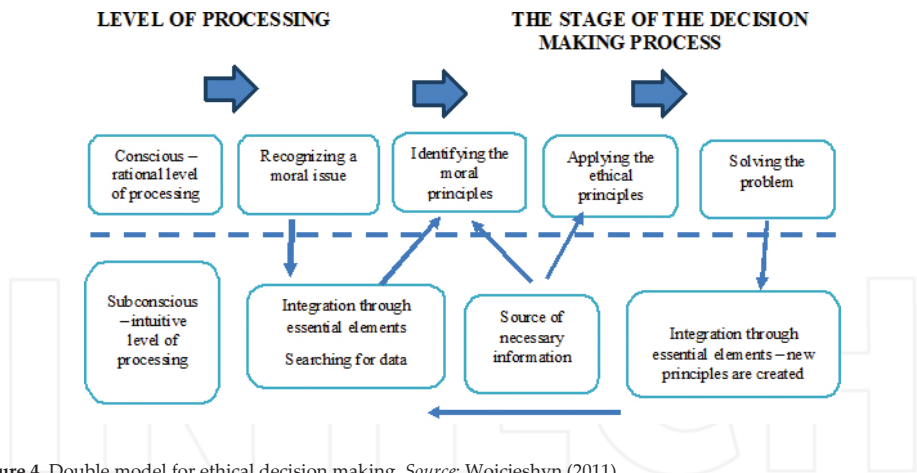 LEVEL OF PROCESSING
THE STAGE OF THE DECISION
MAKING PROCESS
Conscious –
rational level
of processing
Recognizing a
moral issue
Identifying the
moral
principles
Applying the
ethical
principles
Solving the
problem
Subconscious
– intuitive
level of
processing
Integration through
essential elements
Searching for data
Source of
necessary
information
Integration through
essential elements – new
principles are created
ure 4. Double model for ethical decision making. Source: Wojcieshyn (2011)
INTECH